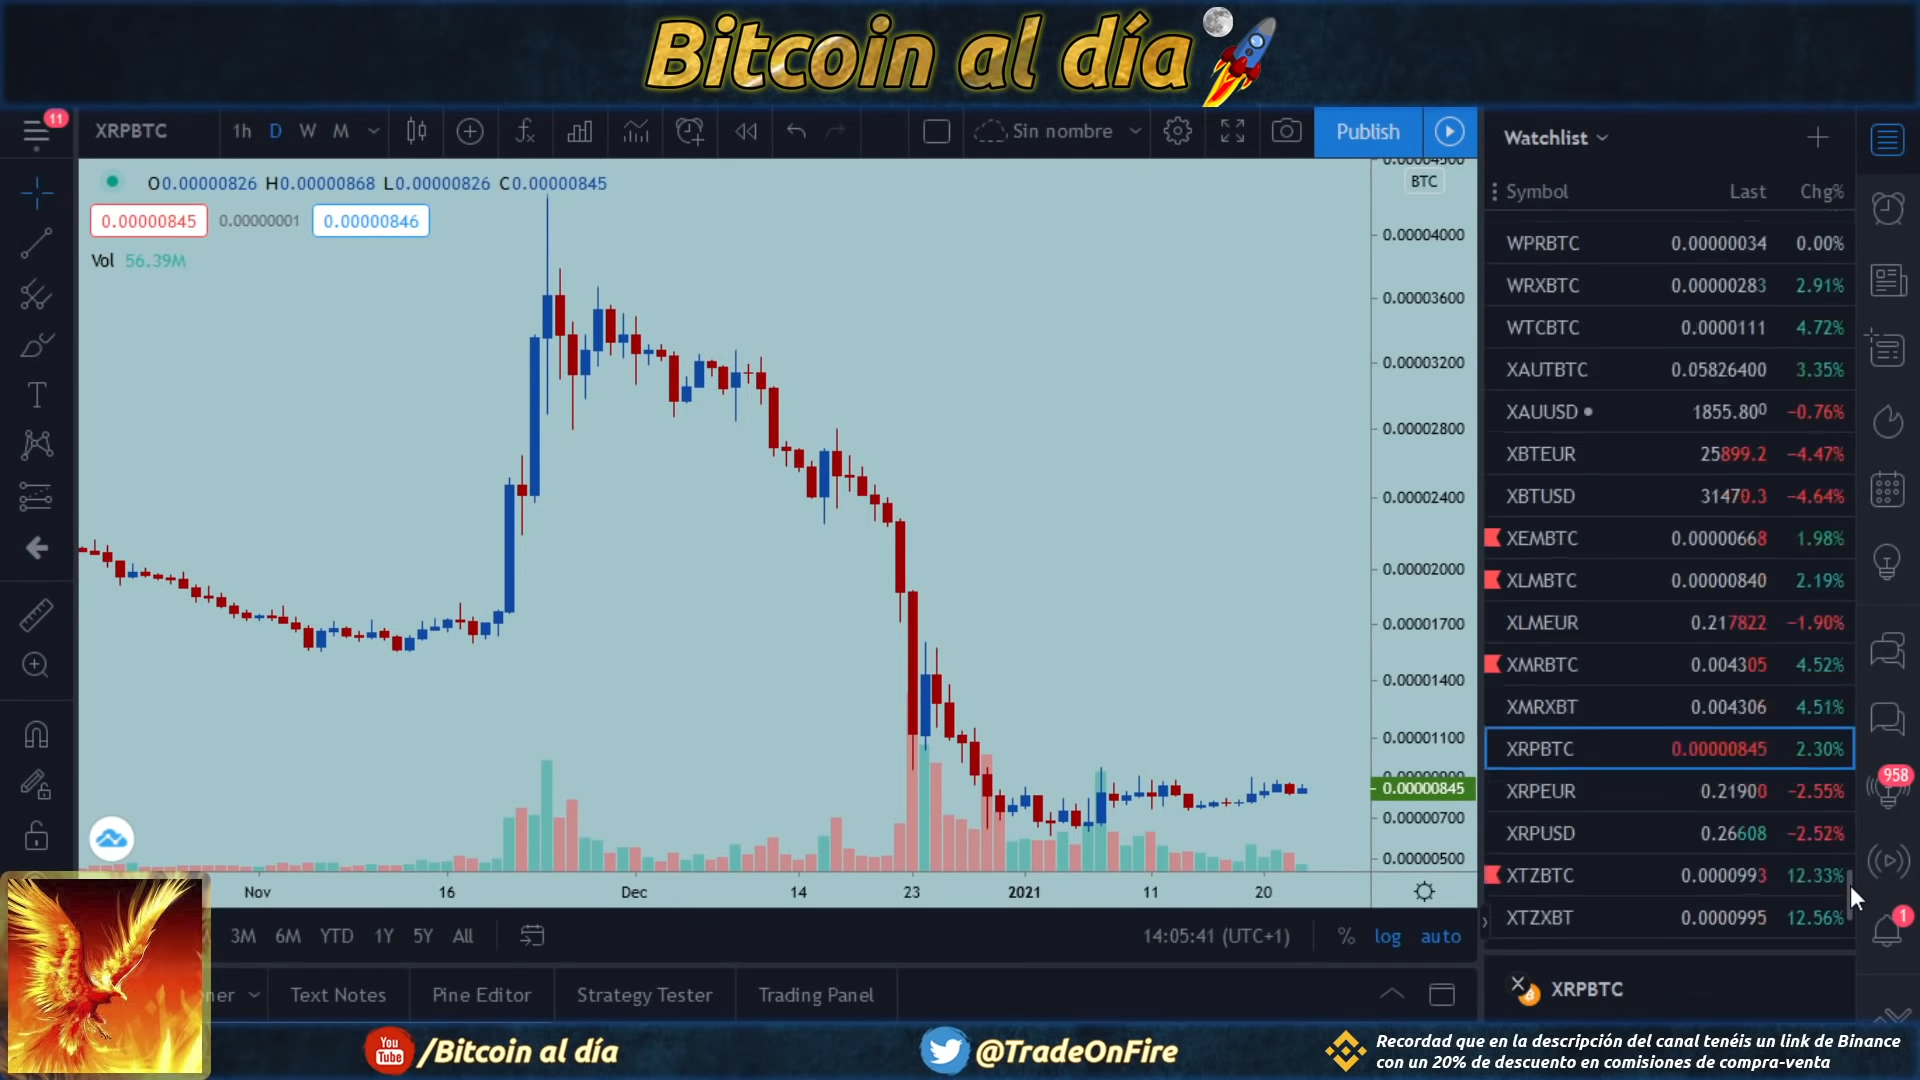 Bitcoin al día
11
XRPBTC
1h D W M
Sin nombre
Publish
Watchlist
O0.00000826 H0.00000868 L0.00000826 C0.00000845
0.00000845 0.00000001 0.00000846
Vol 56.39M
BTC
0.00004500
0.00004000
0.00003600
0.00003200
0.00002800
0.00002400
0.00002000
0.00001700
0.00001400
0.00001100
0.00000845
0.00000700
0.00000500
Nov 16 Dec 14 23 2021 11 20
3M 6M YTD 1Y 5Y All
14:05:41 (UTC+1) % log auto
Text Notes Pine Editor Strategy Tester Trading Panel
Symbol Last Chg%
WPRBTC 0.00000034 0.00%
WRXBTC 0.00000283 2.91%
WTCBTC 0.0000111 4.72%
XAUTBTC 0.05826400 3.35%
XAUUSD 1855.80⁰ −0.76%
XBTEUR 25899.2 −4.47%
XBTUSD 31470.3 −4.64%
XEMBTC 0.00000668 1.98%
XLMBTC 0.00000840 2.19%
XLMEUR 0.217822 −1.90%
XMRBTC 0.004305 4.52%
XMRXBT 0.004306 4.51%
XRPBTC 0.00000845 2.30%
XRPEUR 0.21900 −2.55%
XRPUSD 0.26608 −2.52%
XTZBTC 0.0000993 12.33%
XTZXBT 0.0000995 12.56%
XRPBTC
958
1
You Tube /Bitcoin al día
@TradeOnFire
Recordad que en la descripción del canal tenéis un link de Binance
con un 20% de descuento en comisiones de compra-venta